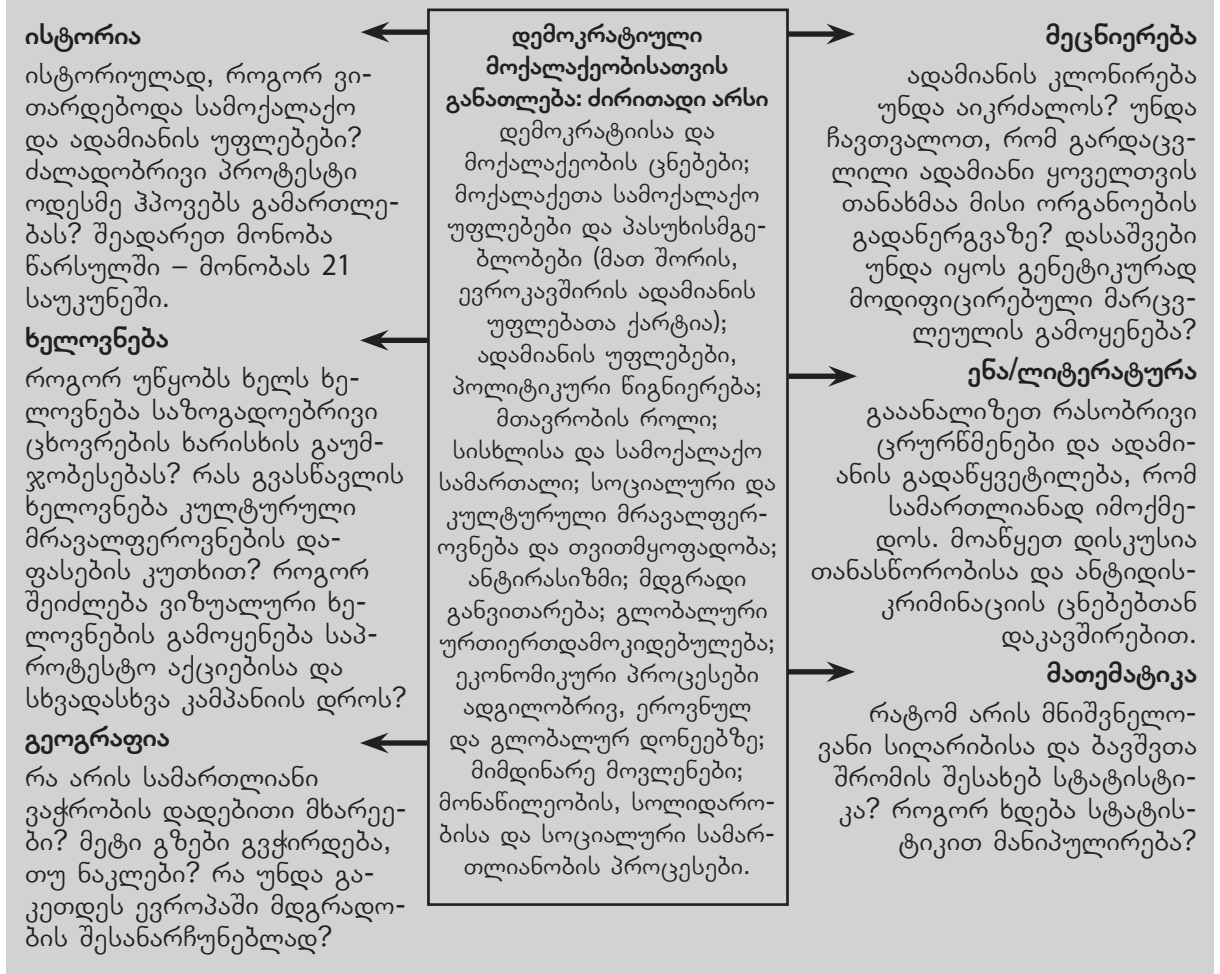 ისტორია
ისტორიულად, როგორ ვი-
თარდებოდა სამოქალაქო
და ადამიანის უფლებები?
ძალადობრივი პროტესტი
ოდესმე ჰპოვებს გამართლე-
ბას? შეადარეთ მონობა
წარსულში – მონობას 21
საუკუნეში.
ხელოვნება
როგორ უწყობს ხელს ხე-
ლოვნება საზოგადოებრივი
ცხოვრების ხარისხის გაუმ-
ჯობესებას? რას გვასწავლის
ხელოვნება კულტურული
მრავალფეროვნების და-
ფასების კუთხით? როგორ
შეიძლება ვიზუალური ხე-
ლოვნების გამოყენება საპ-
როტესტო აქციებისა და
სხვადასხვა კამპანიის დროს?
გეოგრაფია
რა არის სამართლიანი
ვაჭრობის დადებითი მხარეე-
ბი? მეტი გზები გვჭირდება,
თუ ნაკლები? რა უნდა გა-
კეთდეს ევროპაში მდგრადო-
ბის შესანარჩუნებლად?
დემოკრატიული
მოქალაქეობისათვის
განათლება: ძირითადი არსი
დემოკრატიისა და
მოქალაქეობის ცნებები;
მოქალაქეთა სამოქალაქო
უფლებები და პასუხისმგე-
ბლობები (მათ შორის,
ევროკავშირის ადამიანის
უფლებათა ქარტია);
ადამიანის უფლებები,
პოლიტიკური წიგნიერება;
მთავრობის როლი;
სისხლისა და სამოქალაქო
სამართალი; სოციალური და
კულტურული მრავალფერ-
ოვნება და თვითმყოფადობა;
ანტირასიზმი; მდგრადი
განვითარება; გლობალური
ურთიერთდამოკიდებულება;
ეკონომიკური პროცესები
ადგილობრივ, ეროვნულ
და გლობალურ დონეებზე;
მიმდინარე მოვლენები;
მონაწილეობის, სოლიდარო-
ბისა და სოციალური სამარ-
თლიანობის პროცესები.
მეცნიერება
ადამიანის კლონირება
უნდა აიკრძალოს? უნდა
ჩავთვალოთ, რომ გარდაცვ-
ლილი ადამიანი ყოველთვის
თანახმაა მისი ორგანოების
გადანერგვაზე? დასაშვები
უნდა იყოს გენეტიკურად
მოდიფიცირებული მარცვ-
ლეულის გამოყენება?
ენა/ლიტერატურა
გააანალიზეთ რასობრივი
ცრურწმენები და ადამი-
ანის გადაწყვეტილება, რომ
სამართლიანად იმოქმე-
დოს. მოაწყეთ დისკუსია
თანასწორობისა და ანტიდის-
კრიმინაციის ცნებებთან
დაკავშირებით.
მათემატიკა
რატომ არის მნიშვნელო-
ვანი სიღარიბისა და ბავშვთა
შრომის შესახებ სტატისტი-
კა? როგორ ხდება სტატის-
ტიკით მანიპულირება?